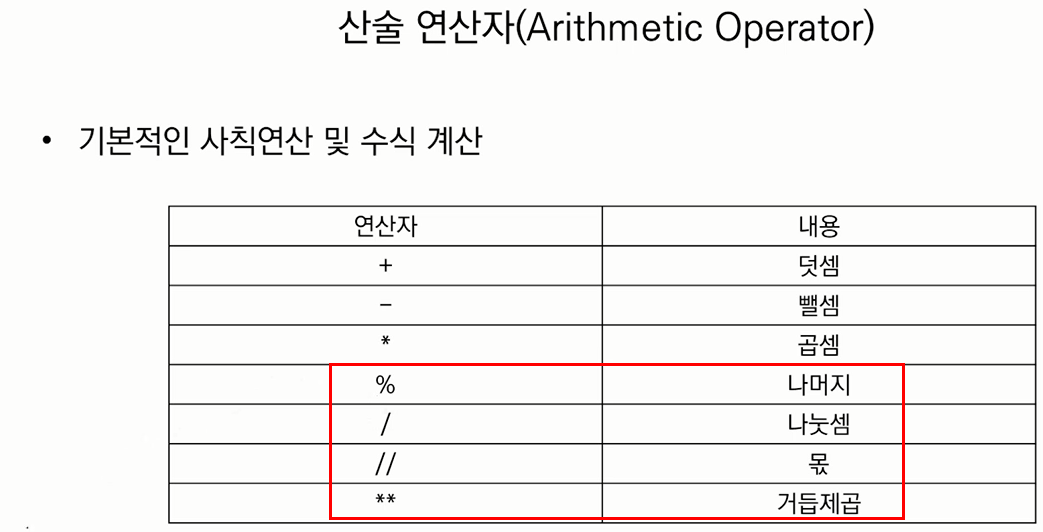 산술 연산자(Arithmetic Operator)
• 기본적인 사칙연산 및 수식 계산
연산자 내용
+ 덧셈
- 뺄셈
* 곱셈
% 나머지
/ 나눗셈
// 몫
** 거듭제곱